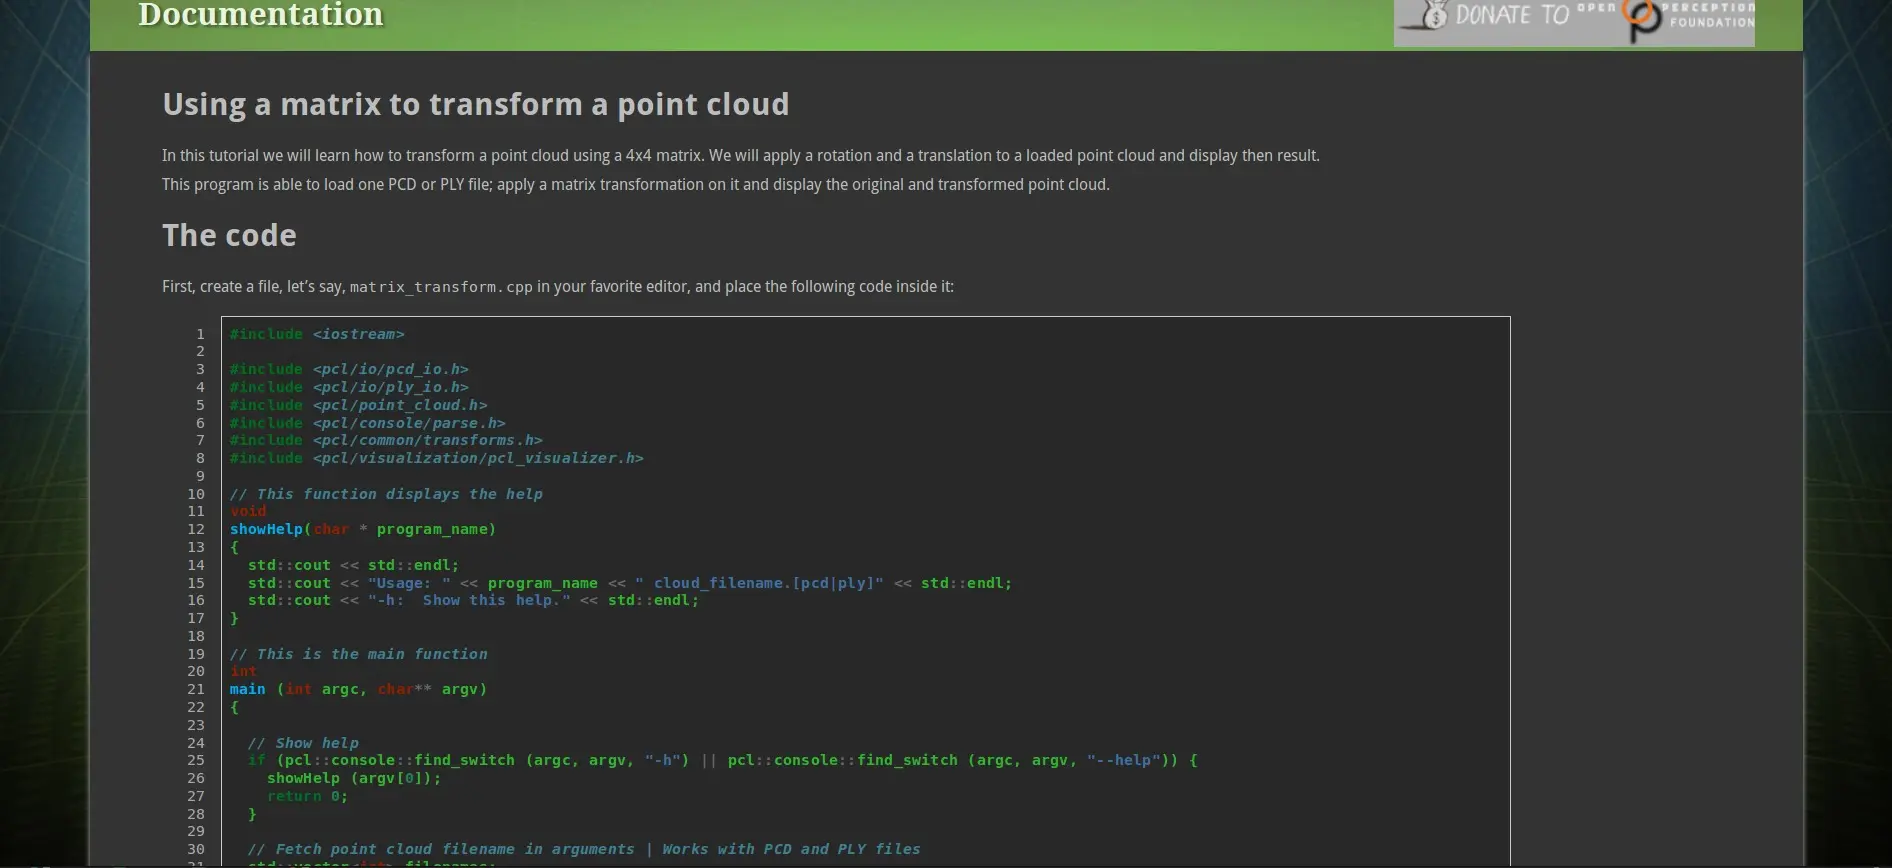 Documentation
DONATE TO OPEN PERCEPTION FOUNDATION
Using a matrix to transform a point cloud
In this tutorial we will learn how to transform a point cloud using a 4x4 matrix. We will apply a rotation and a translation to a loaded point cloud and display then result.
This program is able to load one PCD or PLY file; apply a matrix transformation on it and display the original and transformed point cloud.
The code
First, create a file, let’s say, matrix_transform.cpp in your favorite editor, and place the following code inside it:
1 #include <iostream>
2
3 #include <pcl/io/pcd_io.h>
4 #include <pcl/io/ply_io.h>
5 #include <pcl/point_cloud.h>
6 #include <pcl/console/parse.h>
7 #include <pcl/common/transforms.h>
8 #include <pcl/visualization/pcl_visualizer.h>
9
10 // This function displays the help
11 void
12 showHelp(char * program_name)
13 {
14   std::cout << std::endl;
15   std::cout << "Usage: " << program_name << " cloud_filename.[pcd|ply]" << std::endl;
16   std::cout << "-h:  Show this help." << std::endl;
17 }
18
19 // This is the main function
20 int
21 main (int argc, char** argv)
22 {
23
24   // Show help
25   if (pcl::console::find_switch (argc, argv, "-h") || pcl::console::find_switch (argc, argv, "--help")) {
26     showHelp (argv[0]);
27     return 0;
28   }
29
30   // Fetch point cloud filename in arguments | Works with PCD and PLY files
31   std::vector<int> filenames;